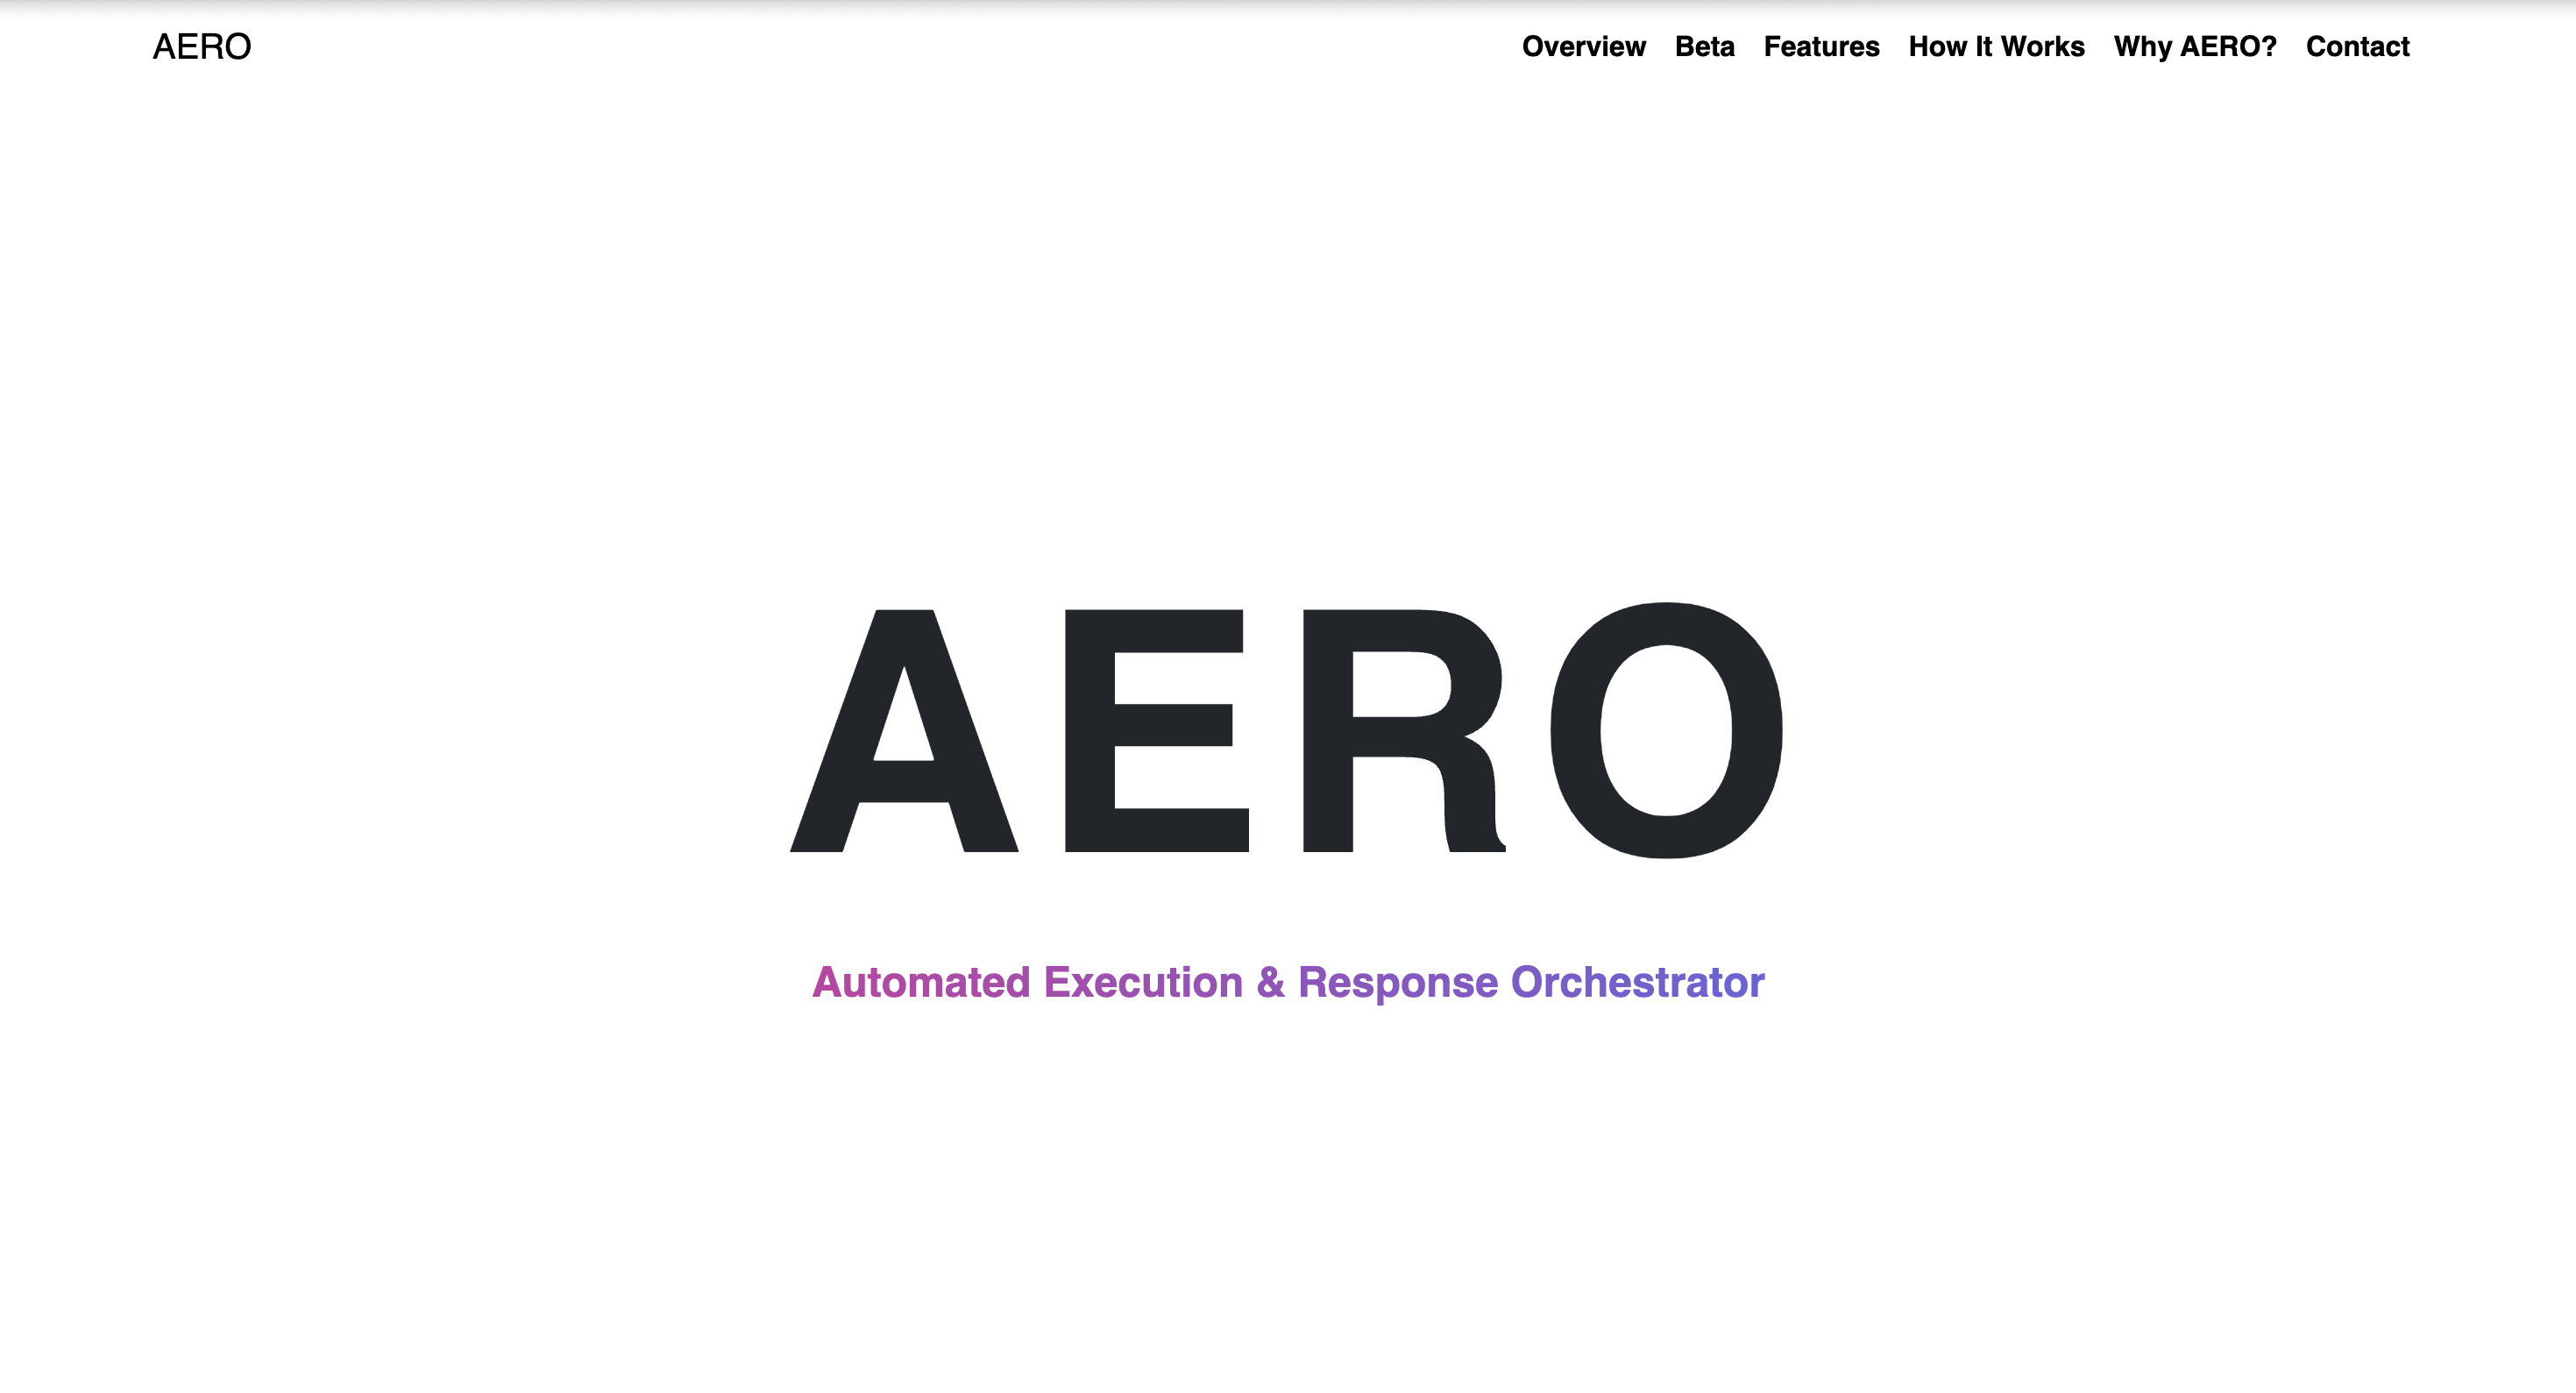 AERO
Overview Beta Features How It Works Why AERO? Contact
AERO
Automated Execution & Response Orchestrator